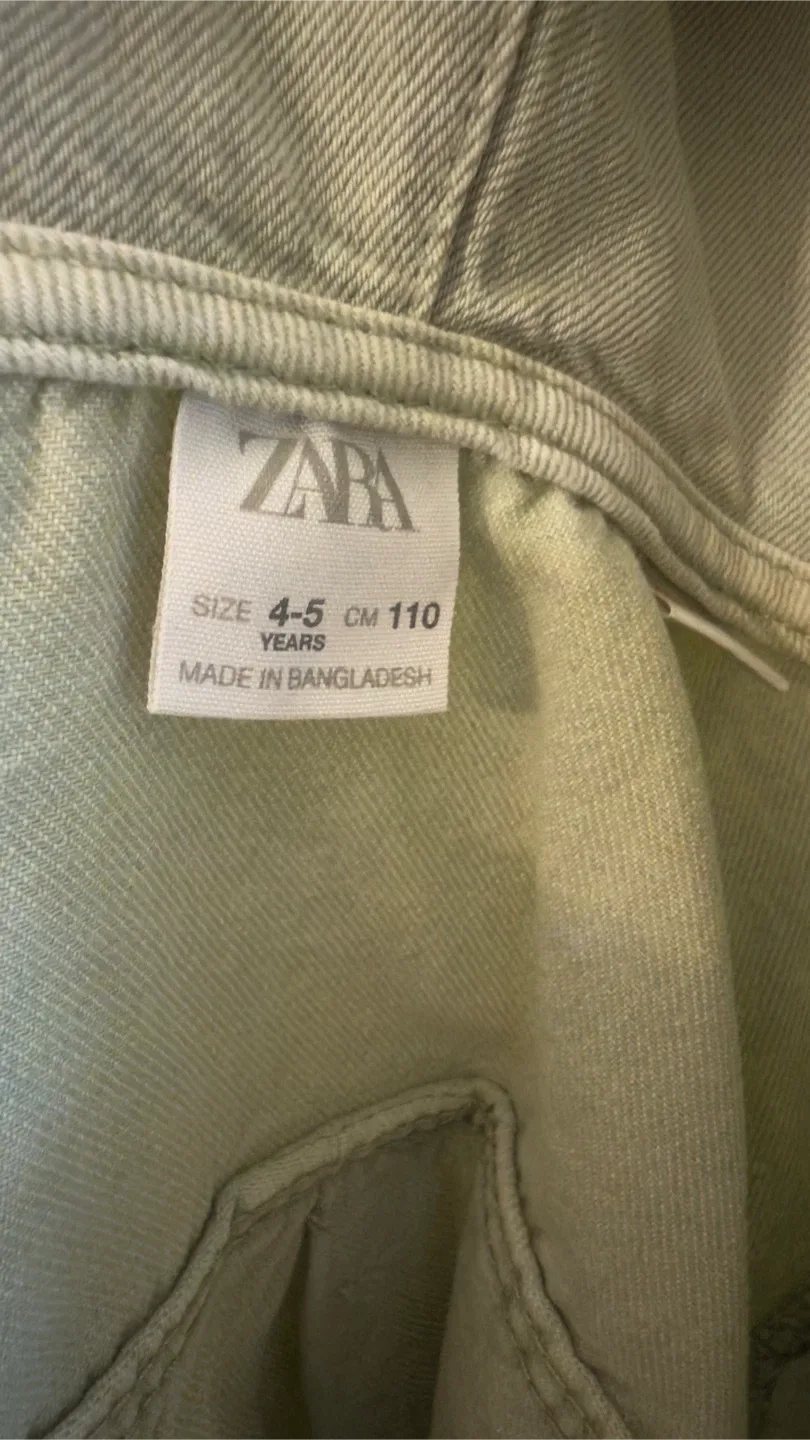 ZARA
SIZE 4-5 CM 110
YEARS
MADE IN BANGLADESH